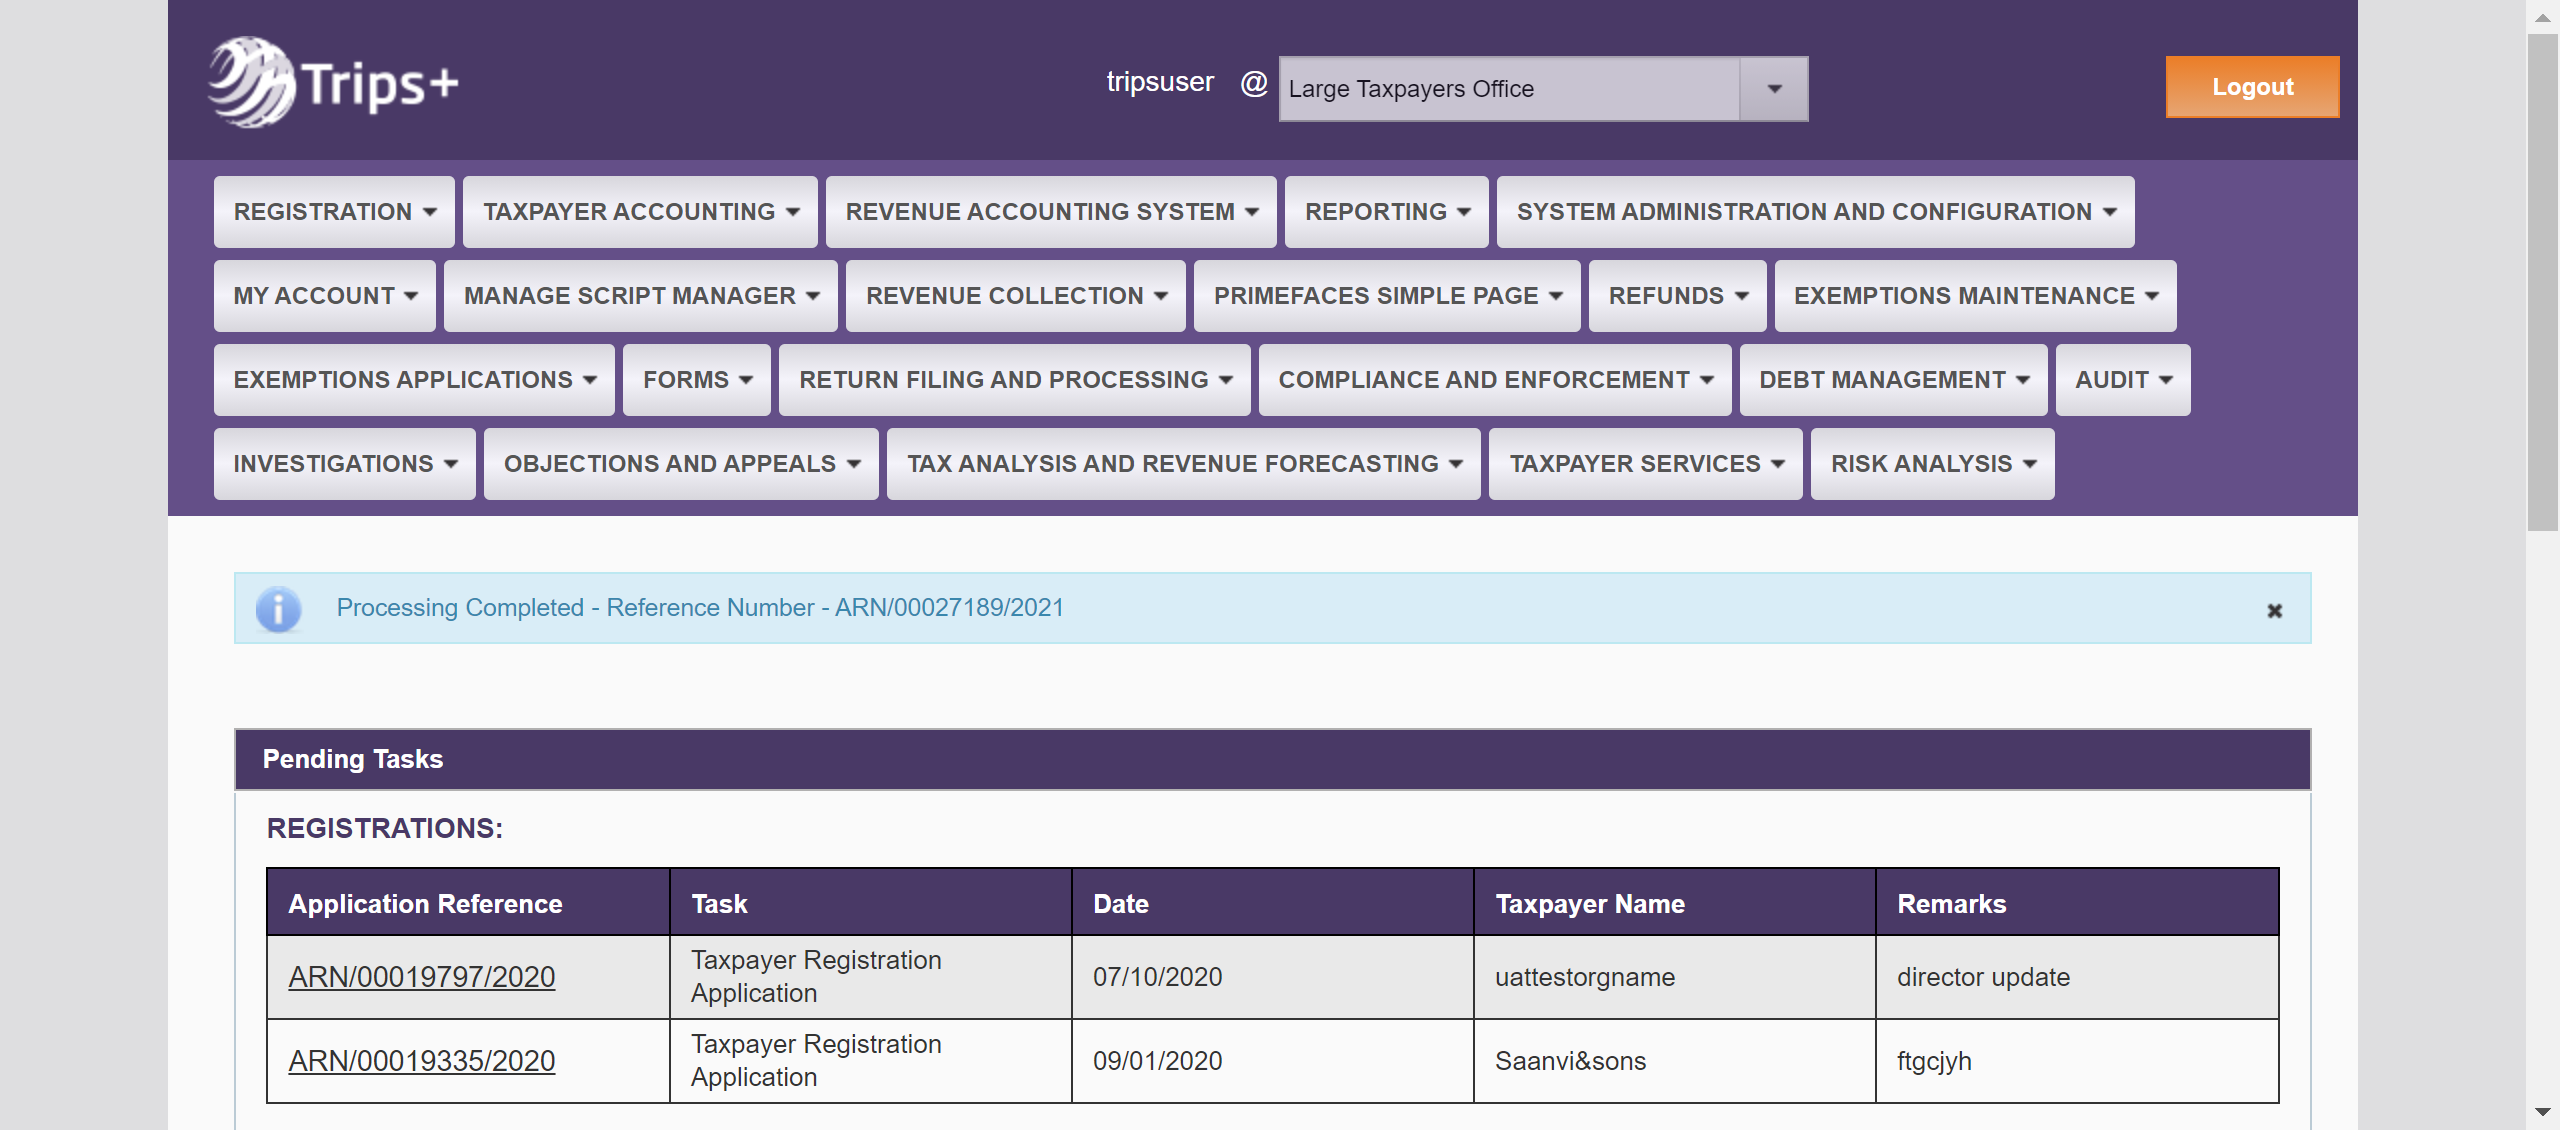 Trips+
tripsuser @ Large Taxpayers Office
Logout
REGISTRATION TAXPAYER ACCOUNTING REVENUE ACCOUNTING SYSTEM REPORTING SYSTEM ADMINISTRATION AND CONFIGURATION
MY ACCOUNT MANAGE SCRIPT MANAGER REVENUE COLLECTION PRIMEFACES SIMPLE PAGE REFUNDS EXEMPTIONS MAINTENANCE
EXEMPTIONS APPLICATIONS FORMS RETURN FILING AND PROCESSING COMPLIANCE AND ENFORCEMENT DEBT MANAGEMENT AUDIT
INVESTIGATIONS OBJECTIONS AND APPEALS TAX ANALYSIS AND REVENUE FORECASTING TAXPAYER SERVICES RISK ANALYSIS
Processing Completed - Reference Number - ARN/00027189/2021
Pending Tasks
REGISTRATIONS:
Application Reference Task Date Taxpayer Name Remarks
ARN/00019797/2020 Taxpayer Registration Application 07/10/2020 uattestorgname director update
ARN/00019335/2020 Taxpayer Registration Application 09/01/2020 Saanvi&sons ftgcjyh